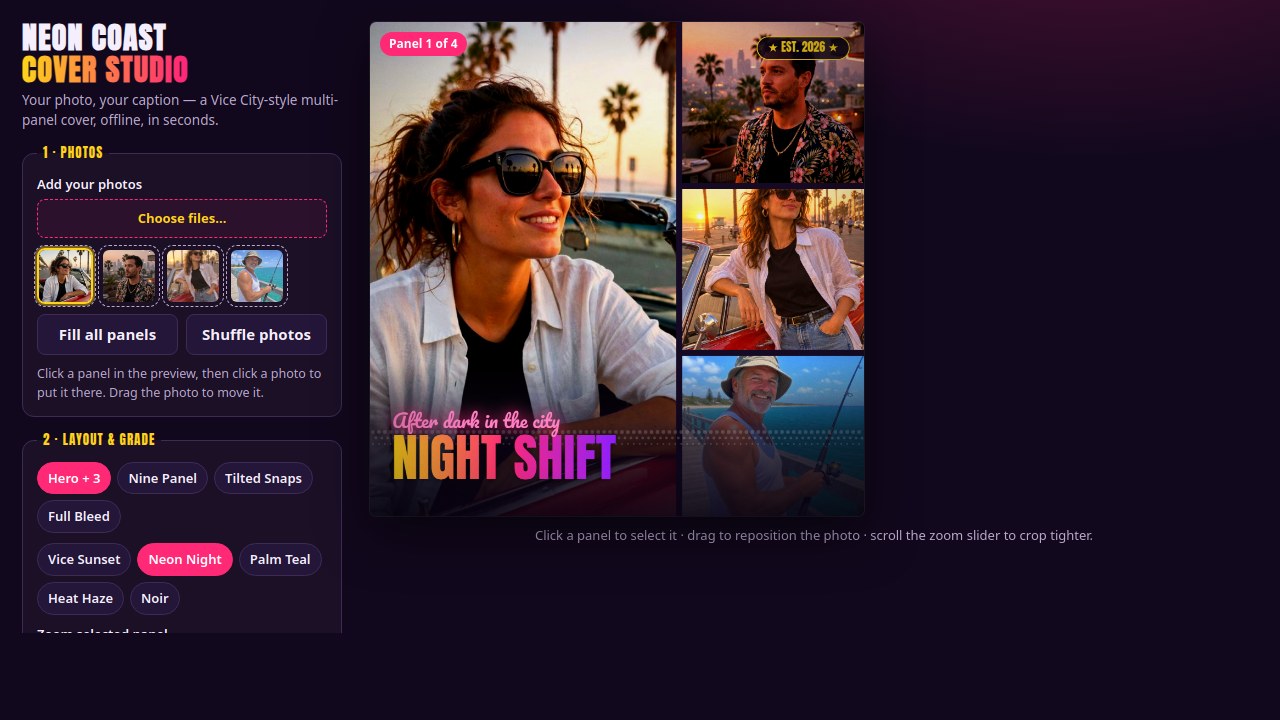 NEON COAST
COVER STUDIO
Your photo, your caption — a Vice City-style multi-
panel cover, offline, in seconds.
1 · PHOTOS
Add your photos
Choose files...
Fill all panels
Shuffle photos
Click a panel in the preview, then click a photo to
put it there. Drag the photo to move it.
2 · LAYOUT & GRADE
Hero + 3
Nine Panel
Tilted Snaps
Full Bleed
Vice Sunset
Neon Night
Palm Teal
Heat Haze
Noir
Zoom selected panel
Panel 1 of 4
★ EST. 2026 ★
After dark in the city
NIGHT SHIFT
Click a panel to select it · drag to reposition the photo · scroll the zoom slider to crop tighter.